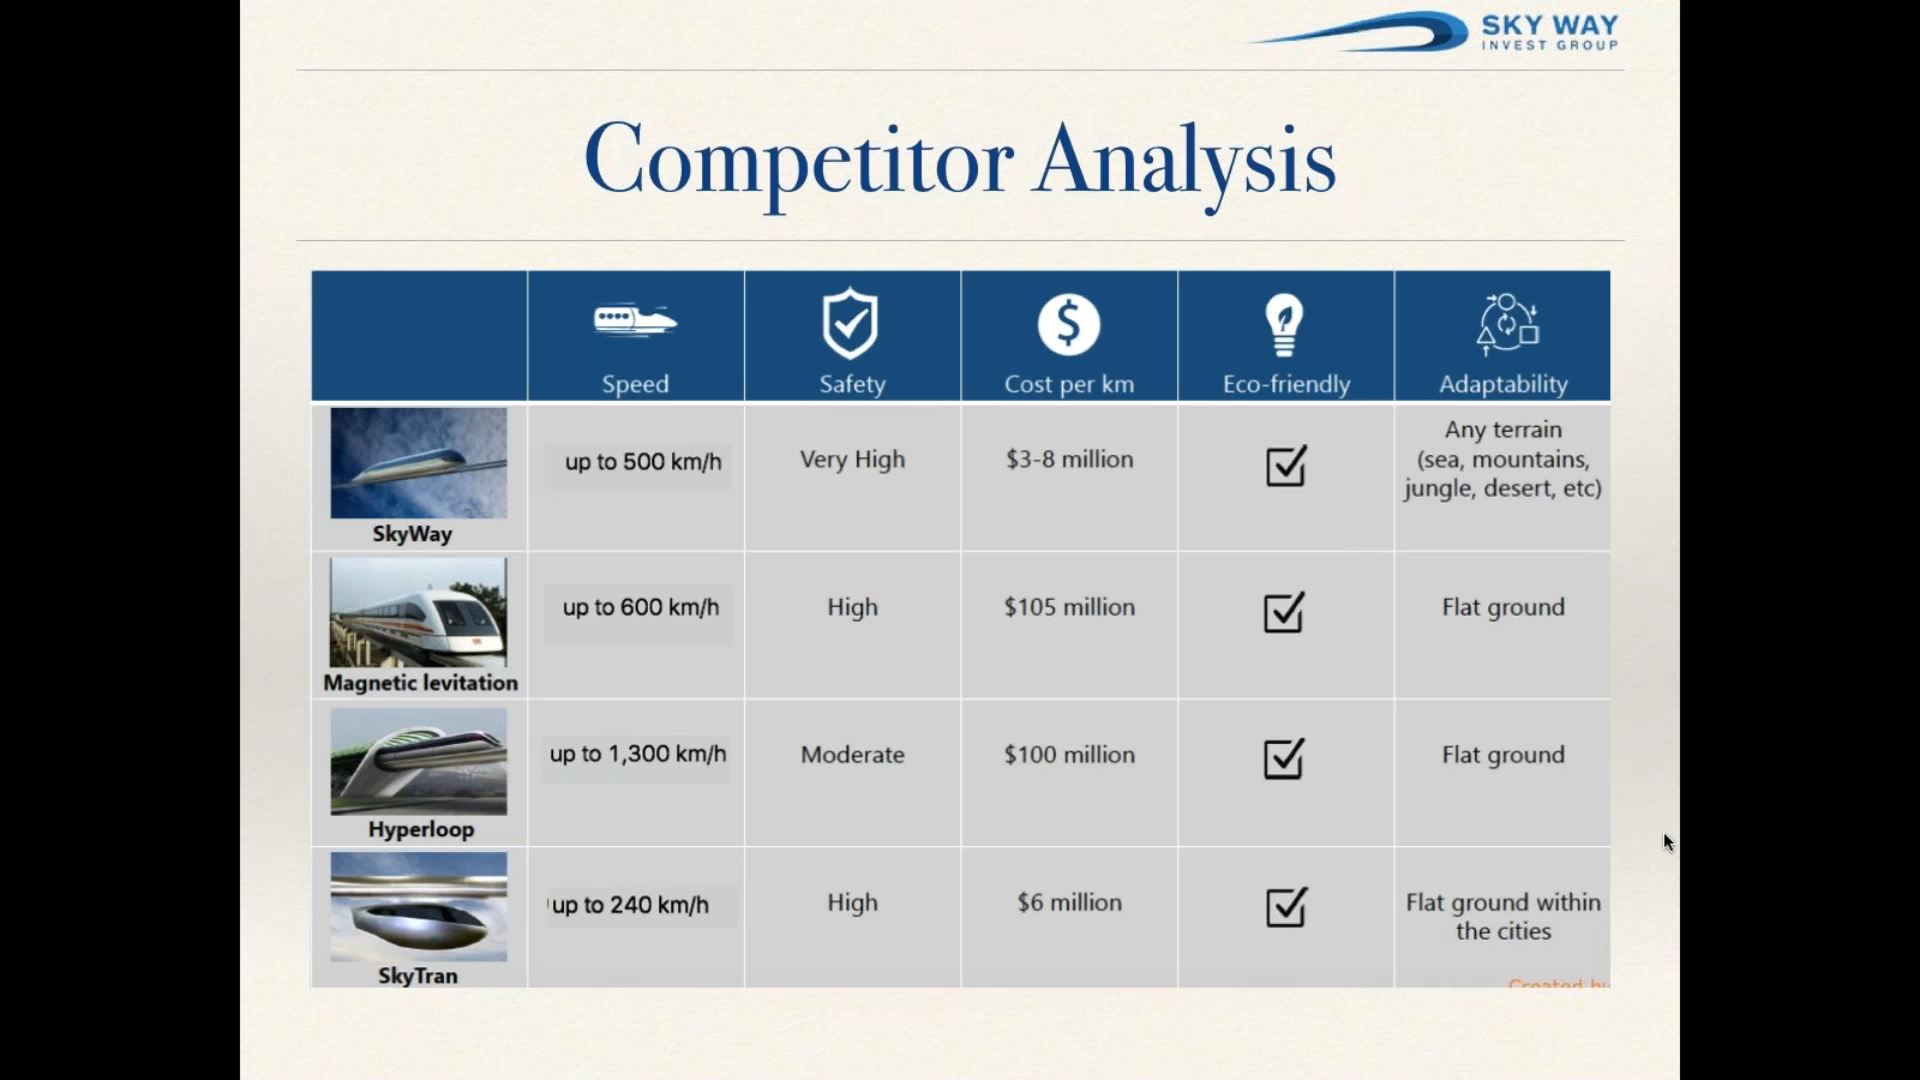 SKY WAY
INVEST GROUP
Competitor Analysis
Speed
Safety
Cost per km
Eco-friendly
Adaptability
SkyWay
up to 500 km/h
Very High
$3-8 million
Any terrain
(sea, mountains,
jungle, desert, etc)
Magnetic levitation
up to 600 km/h
High
$105 million
Flat ground
Hyperloop
up to 1,300 km/h
Moderate
$100 million
Flat ground
SkyTran
up to 240 km/h
High
$6 million
Flat ground within
the cities
Created by